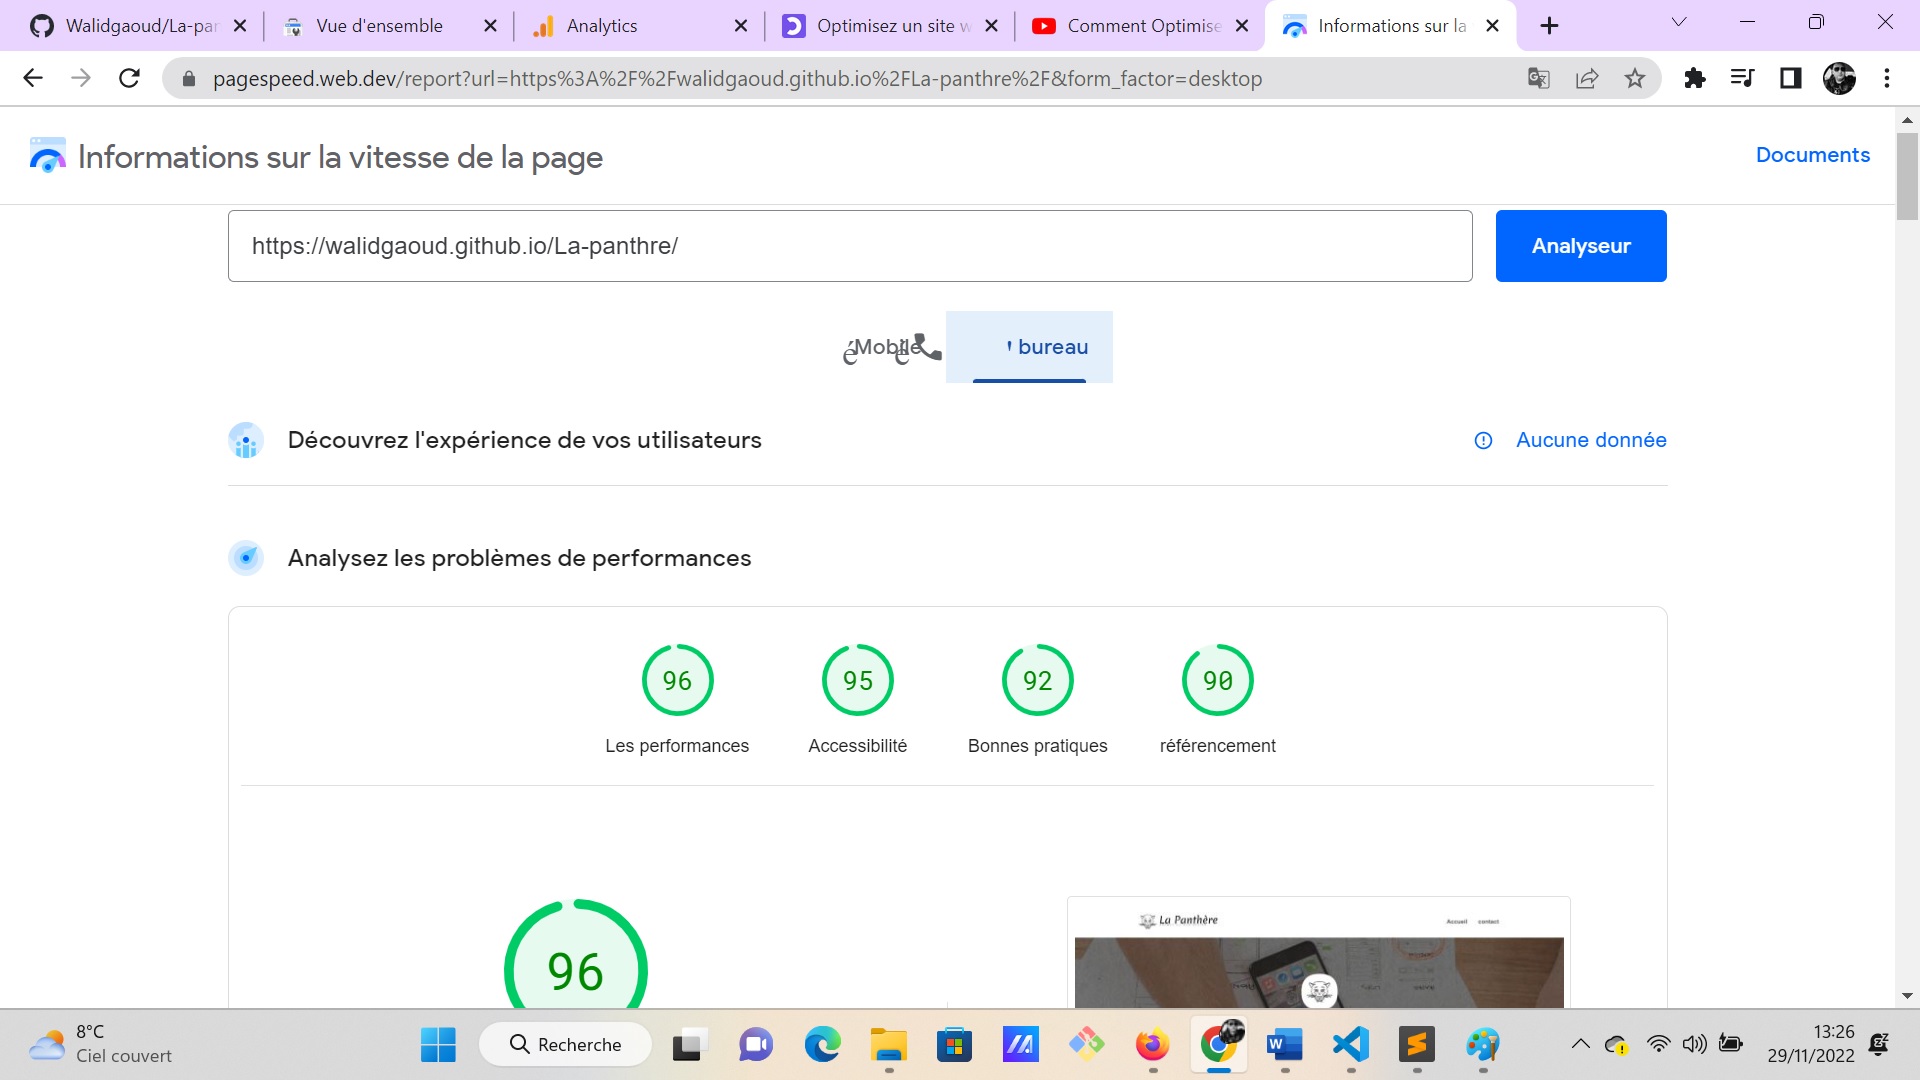 Walidgaoud/La-pan
Vue d'ensemble
Analytics
Optimisez un site w
Comment Optimise
Informations sur la
pagespeed.web.dev/report?url=https%3A%2F%2Fwalidgaoud.github.io%2FLa-panthre%2F&form_factor=desktop
Informations sur la vitesse de la page
Documents
https://walidgaoud.github.io/La-panthre/
Analyseur
é Mobile é
' bureau
Découvrez l'expérience de vos utilisateurs
Aucune donnée
Analysez les problèmes de performances
96 95 92 90
Les performances Accessibilité Bonnes pratiques référencement
96
La Panthère
Accueil contact
8°C
Ciel couvert
Recherche
13:26
29/11/2022